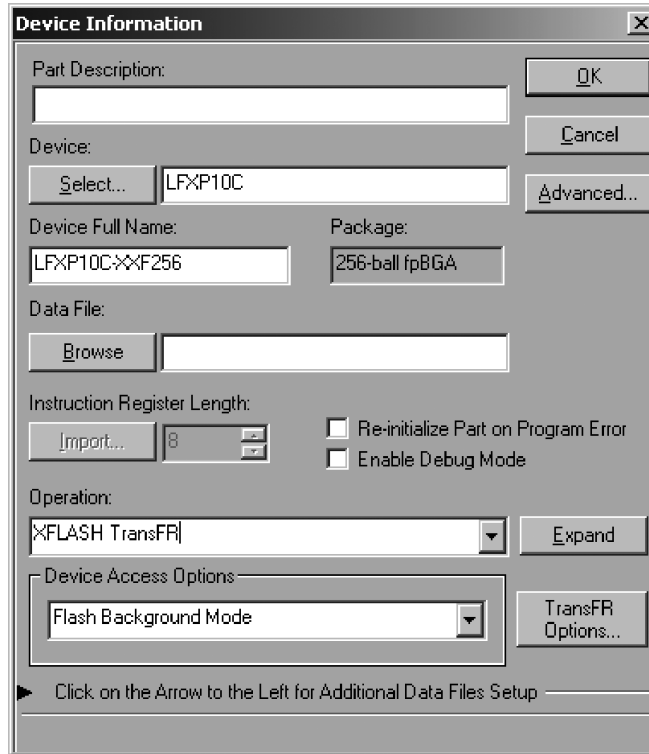 Device Information
Part Description:
OK
Device:
Cancel
Select... LFXP10C
Advanced...
Device Full Name: Package:
LFXP10C-XXF256 256-ball fpBGA
Data File:
Browse
Instruction Register Length:
Import... 8
Re-initialize Part on Program Error
Enable Debug Mode
Operation:
XFLASH TransFR Expand
Device Access Options
Flash Background Mode
TransFR
Options...
Click on the Arrow to the Left for Additional Data Files Setup